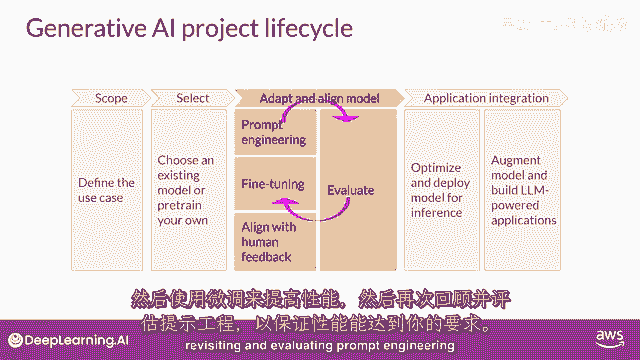 Generative AI project lifecycle
Scope
Select
Adapt and align model
Application integration
Define the
use case
Choose an
existing
model or
pretrain
your own
Prompt
engineering
Fine-tuning
Align with
human
feedback
Evaluate
Optimize
and deploy
model for
inference
Augment
model and
build LLM-
powered
applications
然后使用微调来提高性能，然后再次回顾并评
估提示工程，以保证性能能达到你的要求。
revisiting and evaluating prompt engineering
DeepLearning.AI
aws